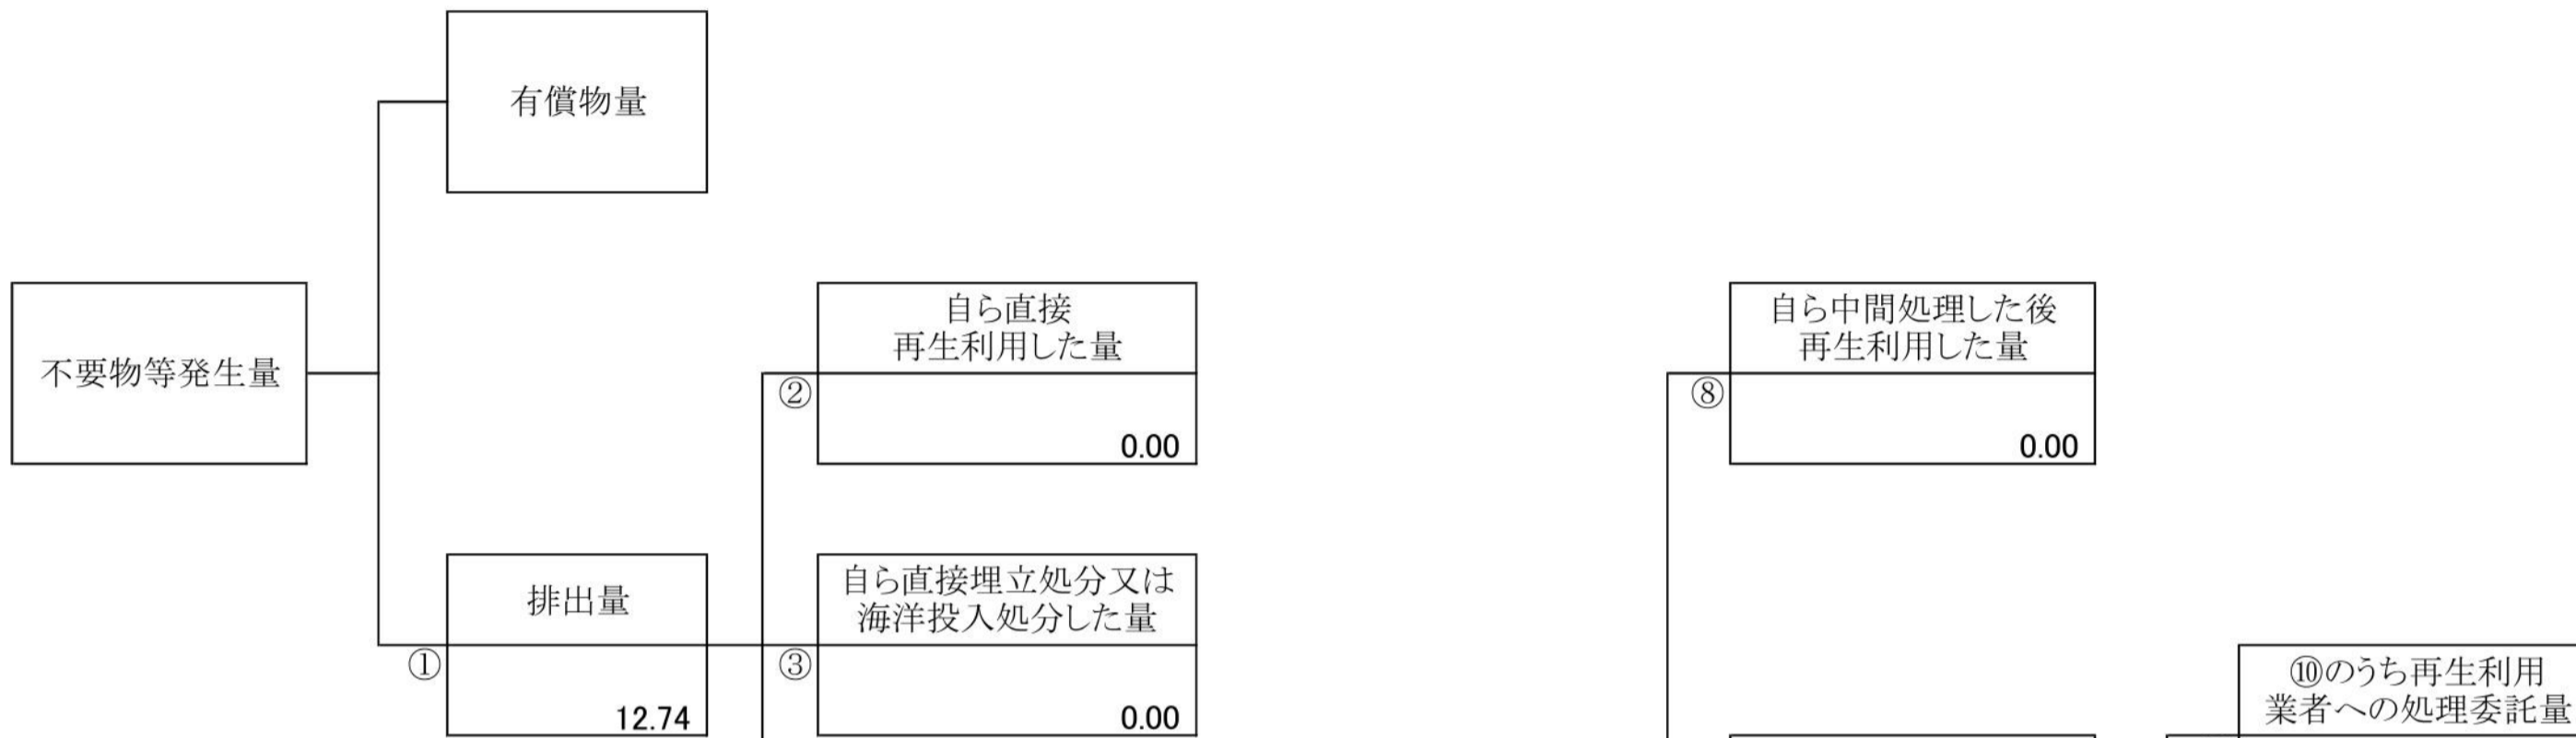 有償物量
不要物等発生量
自ら直接
再生利用した量
②
0.00
自ら中間処理した後
再生利用した量
⑧
0.00
排出量
①
12.74
自ら直接埋立処分又は
海洋投入処分した量
③
0.00
⑩のうち再生利用
業者への処理委託量